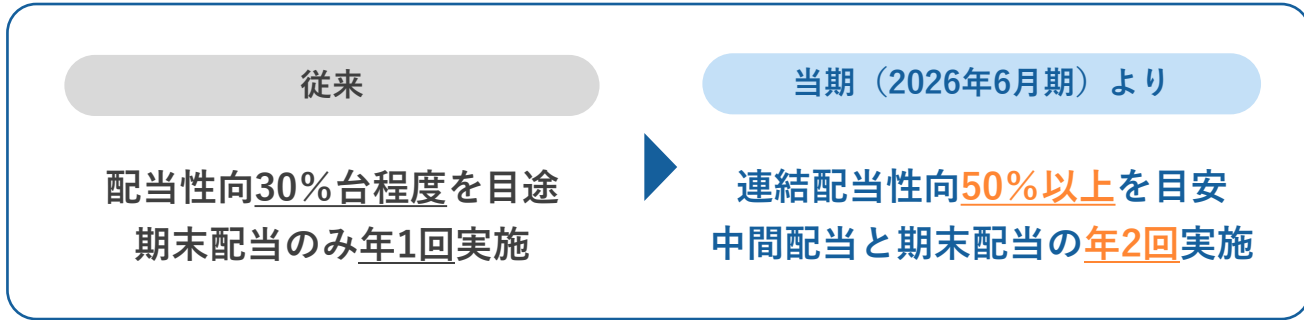 従来
配当性向30％台程度を目途
期末配当のみ年1回実施
当期（2026年6月期）より
連結配当性向50％以上を目安
中間配当と期末配当の年2回実施